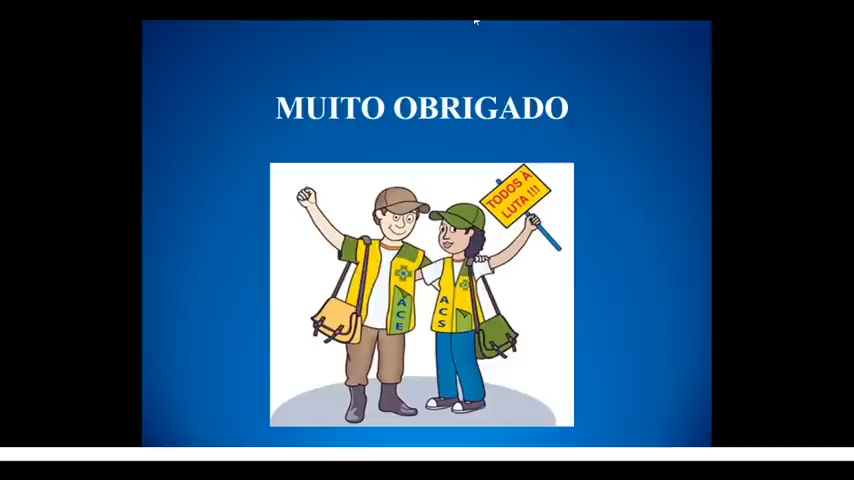 MUITO OBRIGADO
TODOS À
LUTA !!!
ACE
ACS